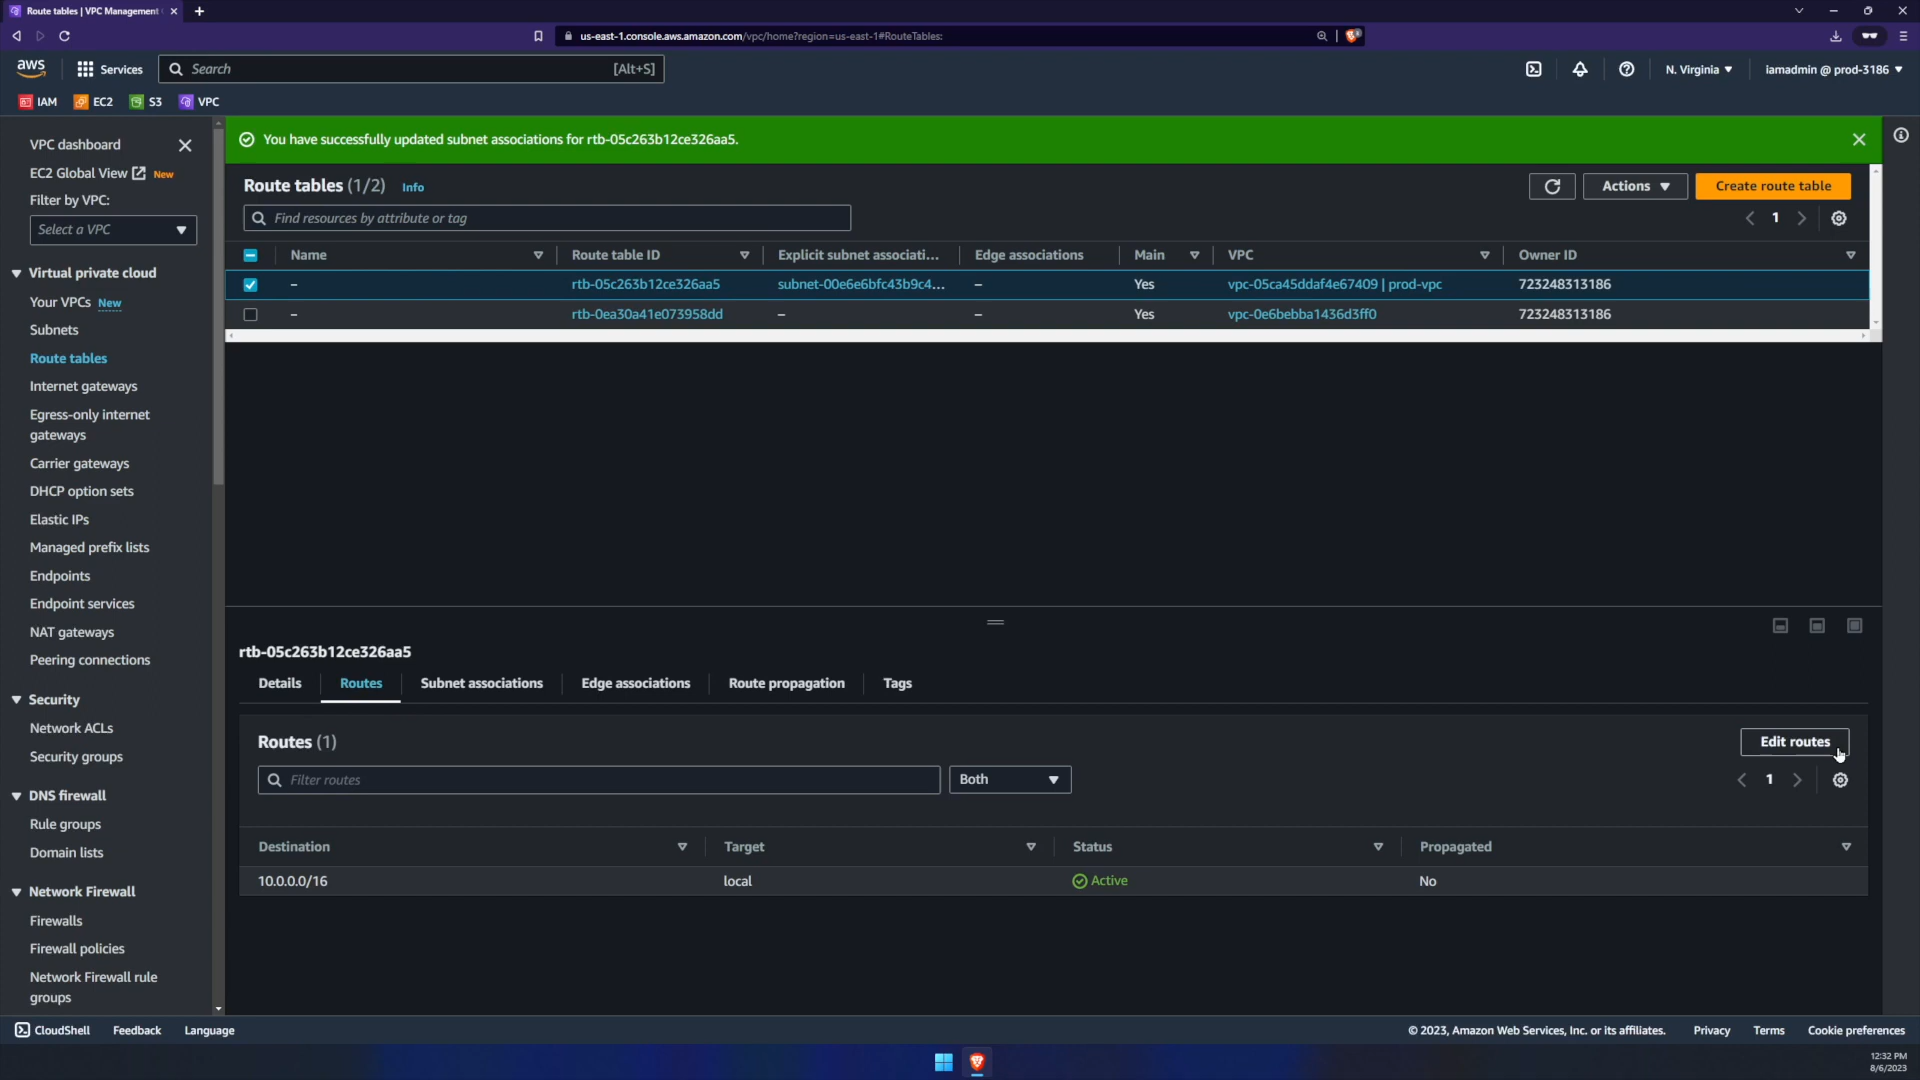 Route tables | VPC Management
us-east-1.console.aws.amazon.com/vpc/home?region=us-east-1#RouteTables:
aws
Services
Search
[Alt+S]
N. Virginia
iamadmin @ prod-3186
IAM
EC2
S3
VPC
VPC dashboard
EC2 Global View
New
Filter by VPC:
Select a VPC
Virtual private cloud
Your VPCs New
Subnets
Route tables
Internet gateways
Egress-only internet
gateways
Carrier gateways
DHCP option sets
Elastic IPs
Managed prefix lists
Endpoints
Endpoint services
NAT gateways
Peering connections
Security
Network ACLs
Security groups
DNS firewall
Rule groups
Domain lists
Network Firewall
Firewalls
Firewall policies
Network Firewall rule
groups
You have successfully updated subnet associations for rtb-05c263b12ce326aa5.
Route tables (1/2) Info
Actions
Create route table
Find resources by attribute or tag
1
Name Route table ID Explicit subnet associati... Edge associations Main VPC Owner ID
– rtb-05c263b12ce326aa5 subnet-00e6e6bfc43b9c4... – Yes vpc-05ca45ddaf4e67409 | prod-vpc 723248313186
– rtb-0ea30a41e073958dd – – Yes vpc-0e6bebba1436d3ff0 723248313186
rtb-05c263b12ce326aa5
Details Routes Subnet associations Edge associations Route propagation Tags
Routes (1)
Edit routes
Filter routes
Both
1
Destination Target Status Propagated
10.0.0.0/16 local Active No
CloudShell Feedback Language
© 2023, Amazon Web Services, Inc. or its affiliates. Privacy Terms Cookie preferences
12:32 PM
8/6/2023